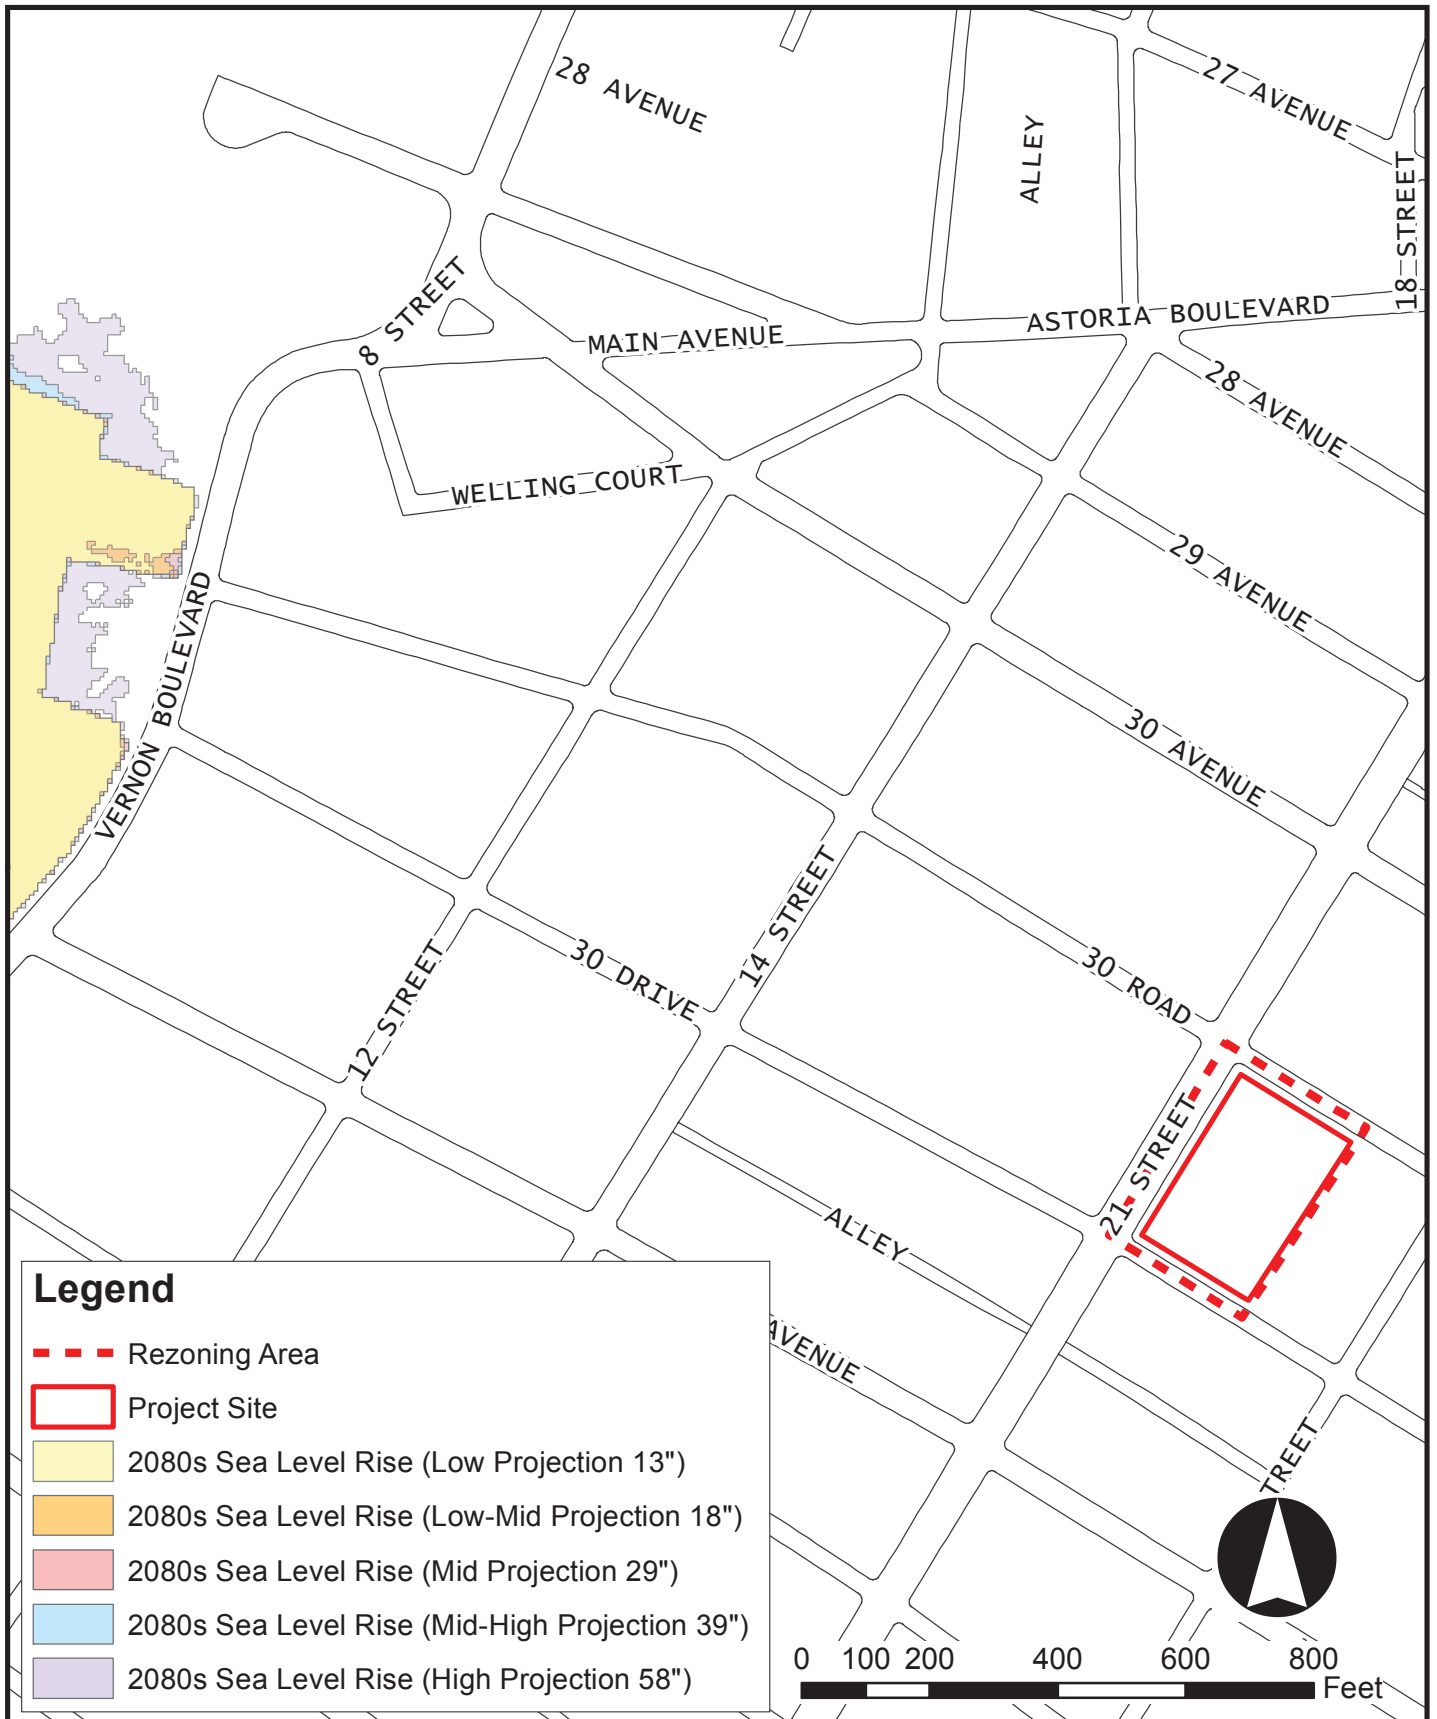 28 AVENUE
27 AVENUE
ALLEY
18 STREET
8 STREET
MAIN AVENUE
ASTORIA BOULEVARD
28 AVENUE
WELLING COURT
29 AVENUE
VERNON BOULEVARD
30 AVENUE
14 STREET
12 STREET
30 DRIVE
30 ROAD
21 STREET
ALLEY
AVENUE
TREET
Legend
Rezoning Area
Project Site
2080s Sea Level Rise (Low Projection 13")
2080s Sea Level Rise (Low-Mid Projection 18")
2080s Sea Level Rise (Mid Projection 29")
2080s Sea Level Rise (Mid-High Projection 39")
2080s Sea Level Rise (High Projection 58")
0 100 200 400 600 800
Feet